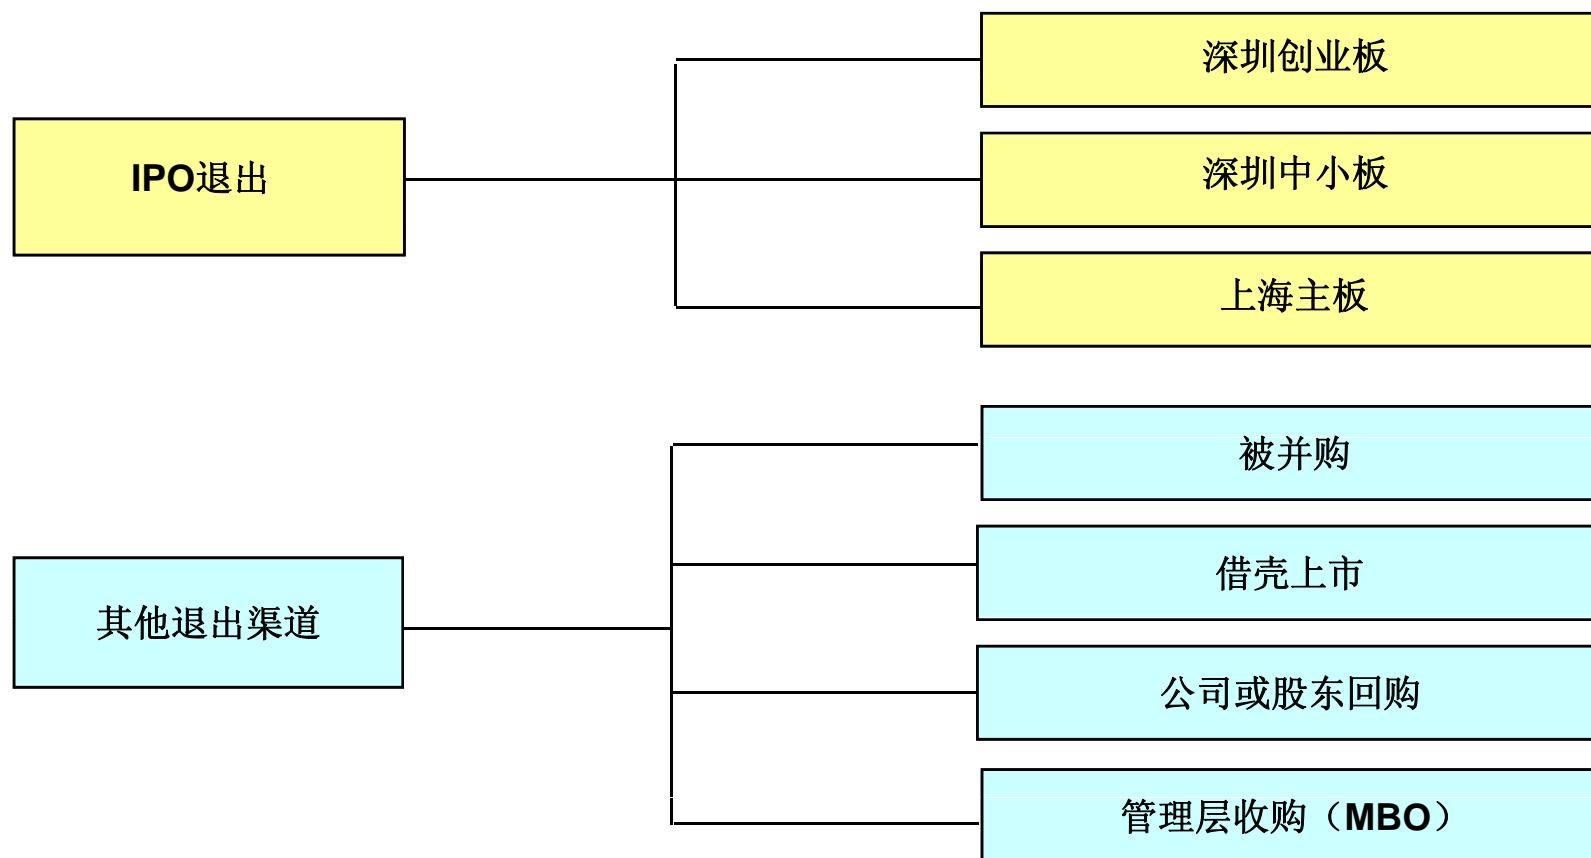 深圳创业板
IPO退出
深圳中小板
上海主板
被并购
借壳上市
其他退出渠道
公司或股东回购
管理层收购（MBO）